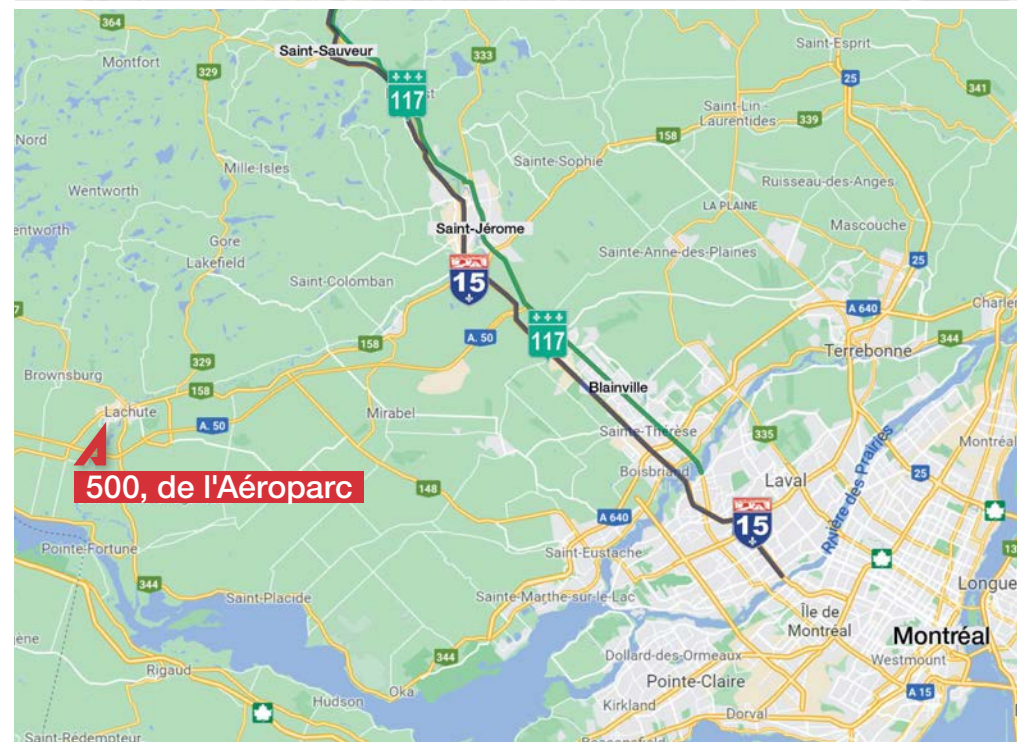 364
Montfort
Saint-Sauveur
333
Saint-Esprit
25
329
117
341
Saint-Lin -
Laurentides
339
158
Nord
Mille-Isles
Sainte-Sophie
Wentworth
Ruisseau-des-Anges
LA PLAINE
Mascouche
entworth
Gore
Saint-Jérome
Lakefield
Sainte-Anne-des-Plaines
25
Saint-Colomban
15
A 640
Charle
117
A. 50
158
344
Terrebonne
329
Brownsburg
158
Blainville
Lachute
Mirabel
A. 50
Sainte-Thérèse
335
Montréal
Boisbriand
25
500, de l'Aéroparc
148
Laval
Rivière des Prairies
A 640
15
Pointe-Fortune
Saint-Eustache
13
344
Saint-Placide
Sainte-Marthe-sur-le-Lac
Longue
Île de
Montréal
Montréal
ène
344
Dollard-des-Ormeaux
Westmount
Rigaud
Pointe-Claire
Oka
A 15
Hudson
Kirkland
Dorval
Saint-Rédempteur